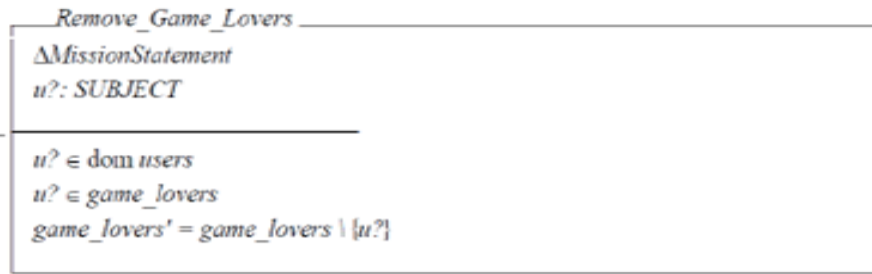 Remove_Game_Lovers
ΔMissionStatement
u?: SUBJECT
u? ∈ dom users
u? ∈ game_lovers
game_lovers' = game_lovers \ {u?}